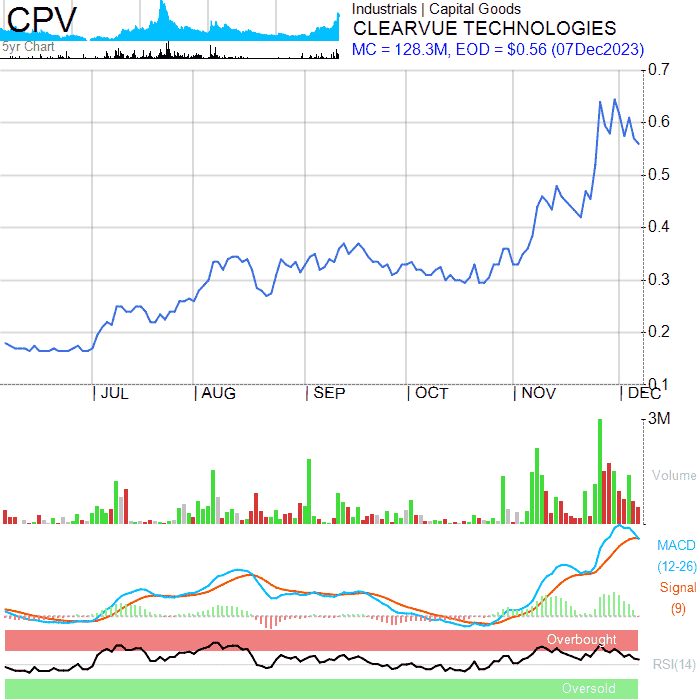 CPV
5yr Chart
Industrials | Capital Goods
CLEARVUE TECHNOLOGIES
MC = 128.3M, EOD = $0.56 (07Dec2023)
0.7
0.6
0.5
0.4
0.3
0.2
0.1
JUL AUG SEP OCT NOV DEC
3M
Volume
MACD
(12-26)
Signal
(9)
Overbought
RSI(14)
Oversold